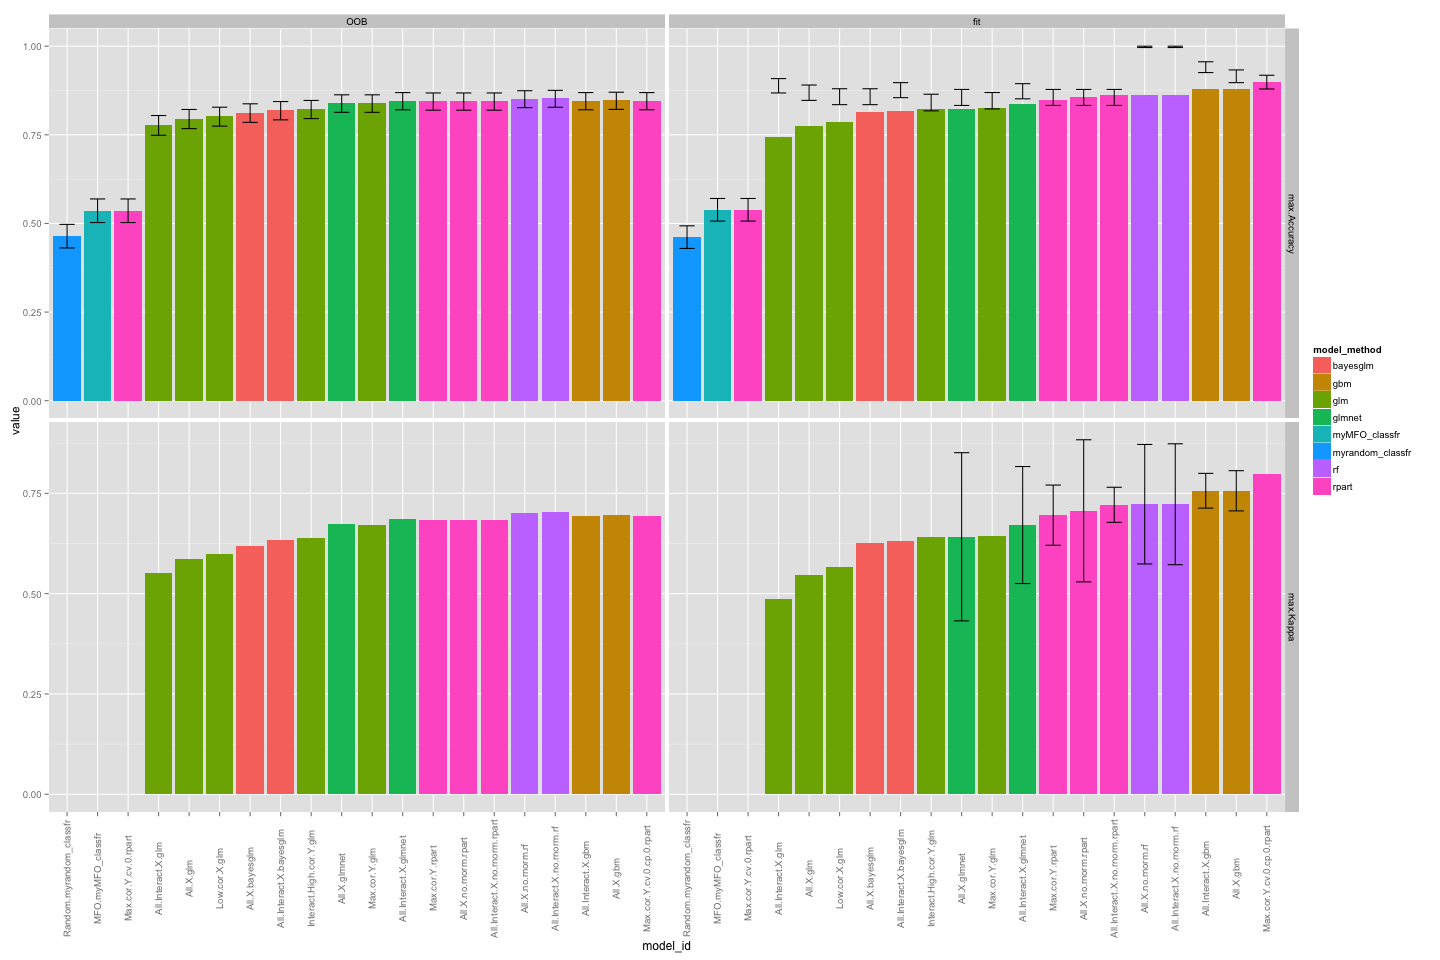 OOB
fit
1.00
0.75
0.50
0.25
0.00
max.Accuracy
value
0.75
0.50
0.25
0.00
max.Kappa
Random.myrandom_classfr
MFO.myMFO_classfr
Max.cor.Y.cv.0.rpart
All.Interact.X.glm
All.X.glm
Low.cor.X.glm
All.X.bayesglm
All.Interact.X.bayesglm
Interact.High.cor.Y.glm
All.X.glmnet
Max.cor.Y.glm
All.Interact.X.glmnet
Max.cor.Y.rpart
All.X.no.rnorm.rpart
All.Interact.X.no.rnorm.rpart
All.X.no.rnorm.rf
All.Interact.X.no.rnorm.rf
All.Interact.X.gbm
All.X.gbm
Max.cor.Y.cv.0.cp.0.rpart
Random.myrandom_classfr
MFO.myMFO_classfr
Max.cor.Y.cv.0.rpart
All.Interact.X.glm
All.X.glm
Low.cor.X.glm
All.X.bayesglm
All.Interact.X.bayesglm
Interact.High.cor.Y.glm
All.X.glmnet
Max.cor.Y.glm
All.Interact.X.glmnet
Max.cor.Y.rpart
All.X.no.rnorm.rpart
All.Interact.X.no.rnorm.rpart
All.X.no.rnorm.rf
All.Interact.X.no.rnorm.rf
All.Interact.X.gbm
All.X.gbm
Max.cor.Y.cv.0.cp.0.rpart
model_id
model_method
bayesglm
gbm
glm
glmnet
myMFO_classfr
myrandom_classfr
rf
rpart